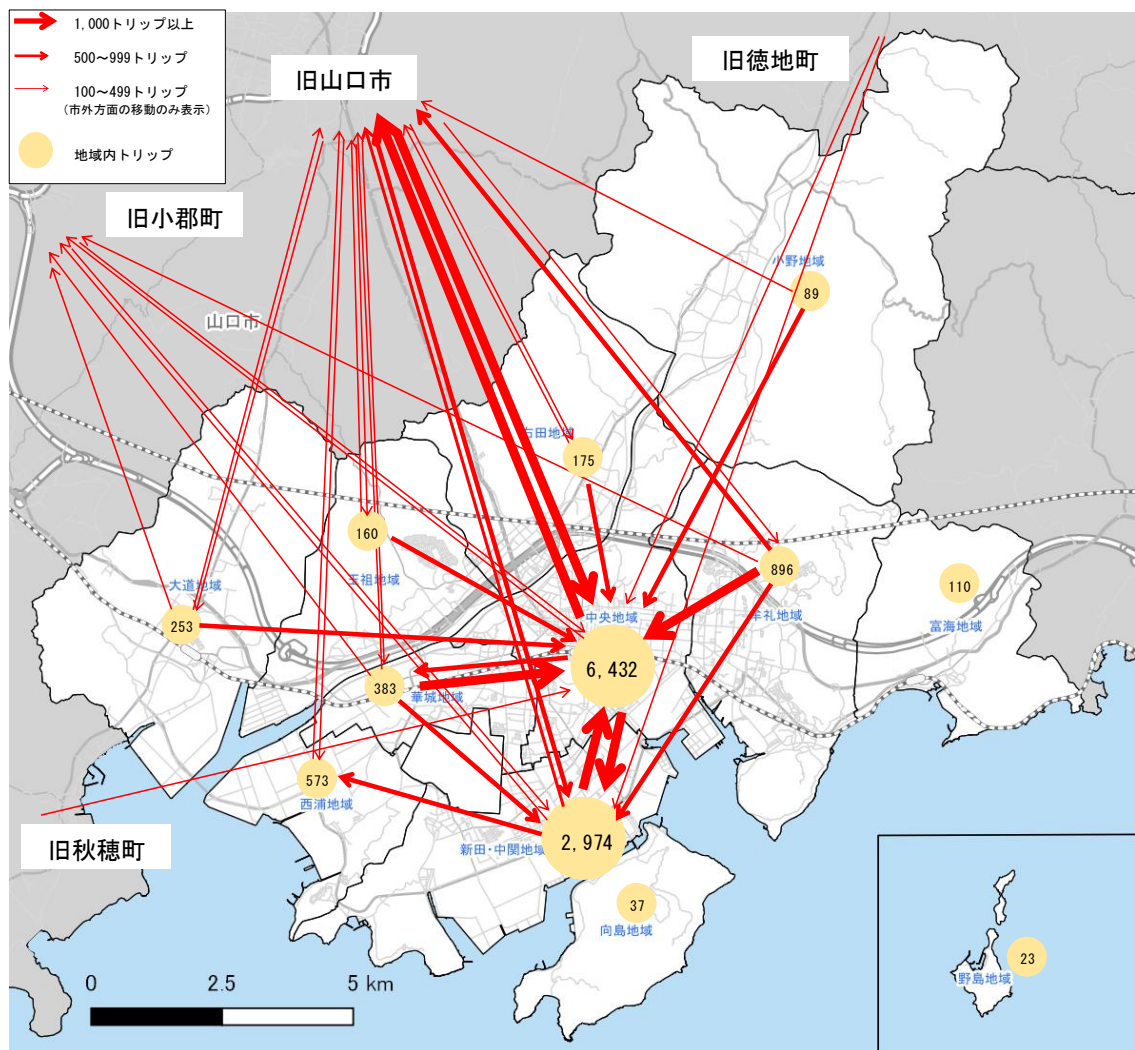 1,000トリップ以上
500～999トリップ
100～499トリップ
(市外方面の移動のみ表示)
地域内トリップ
旧山口市
旧徳地町
旧小郡町
山口市
小野地域
89
右田地域
175
160
玉祖地域
896
牟礼地域
110
富海地域
大道地域
253
中央地域
6,432
383
華城地域
573
西浦地域
旧秋穂町
新田・中関地域
2,974
37
向島地域
23
野島地域
0
2.5
5 km